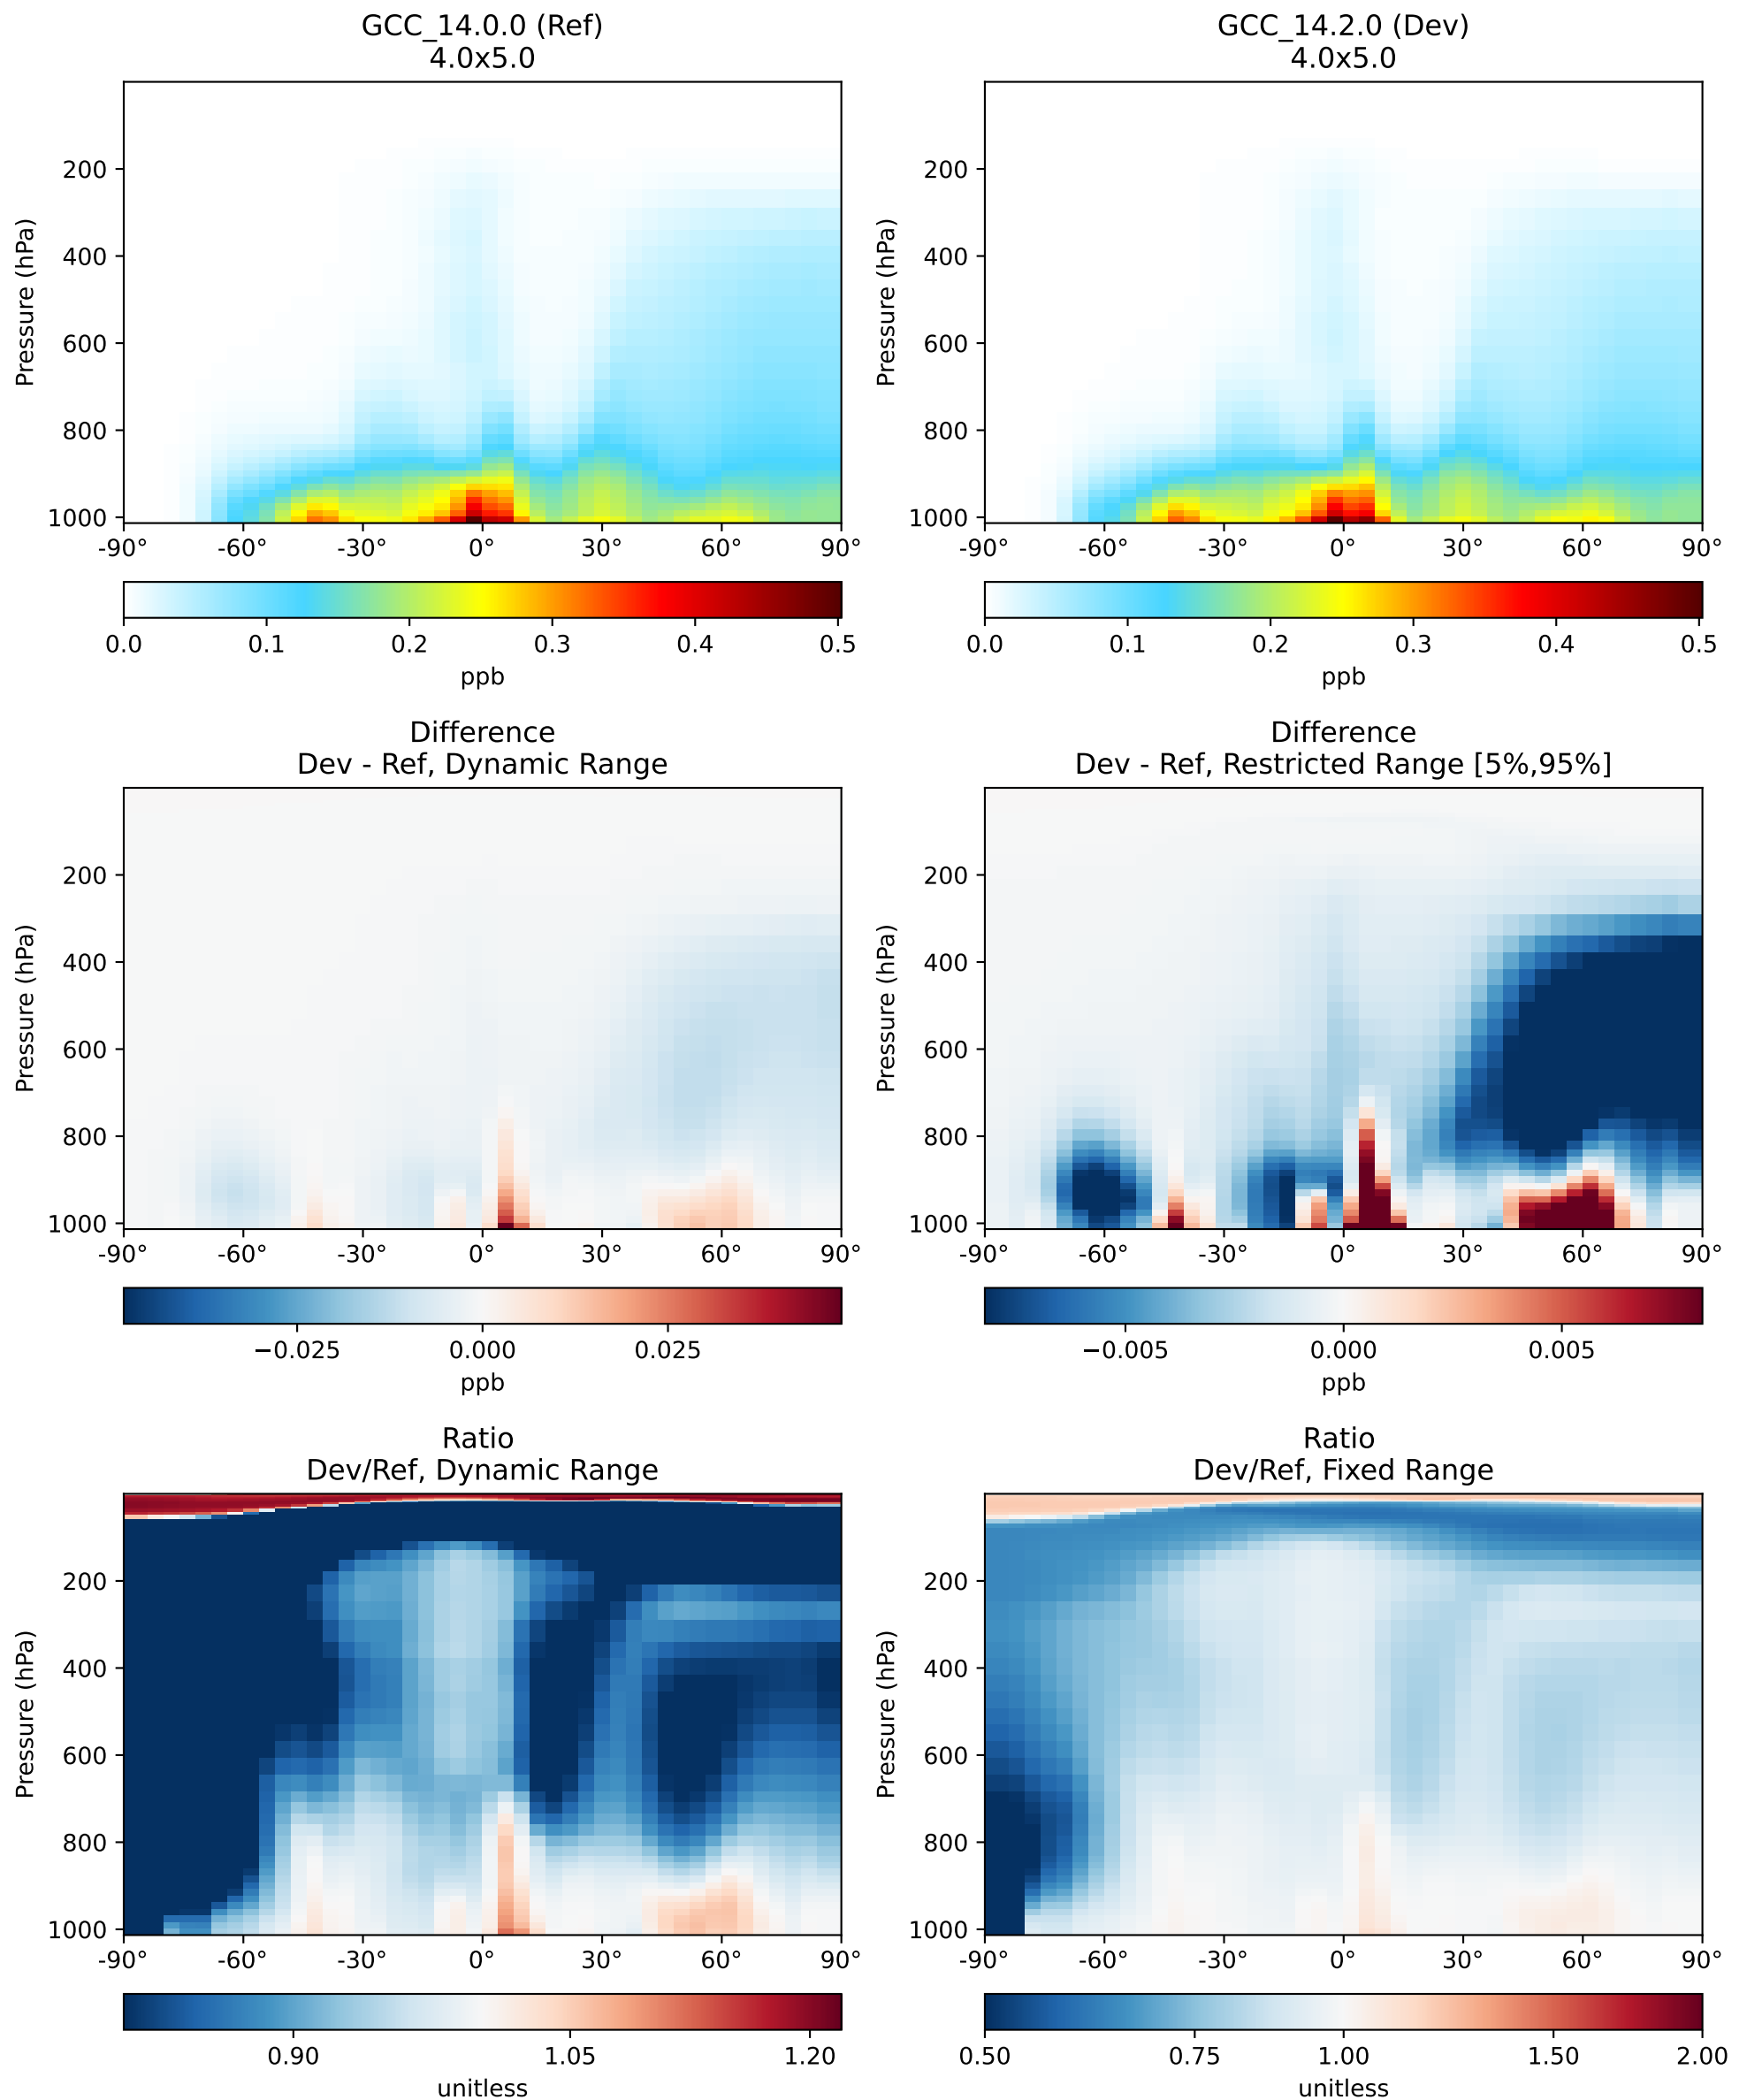 GCC_14.0.0 (Ref)
4.0x5.0
GCC_14.2.0 (Dev)
4.0x5.0
Pressure (hPa)
200
400
600
800
1000
-90° -60° -30° 0° 30° 60° 90°
0.0 0.1 0.2 0.3 0.4 0.5
ppb
Pressure (hPa)
200
400
600
800
1000
-90° -60° -30° 0° 30° 60° 90°
0.0 0.1 0.2 0.3 0.4 0.5
ppb
Difference
Dev - Ref, Dynamic Range
Pressure (hPa)
200
400
600
800
1000
-90° -60° -30° 0° 30° 60° 90°
−0.025 0.000 0.025
ppb
Difference
Dev - Ref, Restricted Range [5%,95%]
Pressure (hPa)
200
400
600
800
1000
-90° -60° -30° 0° 30° 60° 90°
−0.005 0.000 0.005
ppb
Ratio
Dev/Ref, Dynamic Range
Pressure (hPa)
200
400
600
800
1000
-90° -60° -30° 0° 30° 60° 90°
0.90 1.05 1.20
unitless
Ratio
Dev/Ref, Fixed Range
Pressure (hPa)
200
400
600
800
1000
-90° -60° -30° 0° 30° 60° 90°
0.50 0.75 1.00 1.50 2.00
unitless